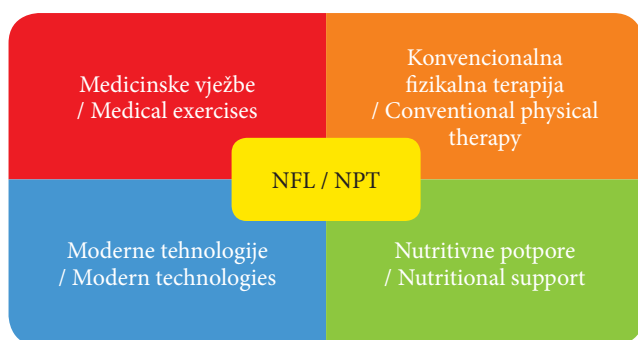 Medicinske vježbe
/ Medical exercises
Konvencionalna
fizikalna terapija
/ Conventional physical
therapy
NFL / NPT
Moderne tehnologije
/ Modern technologies
Nutritivne potpore
/ Nutritional support